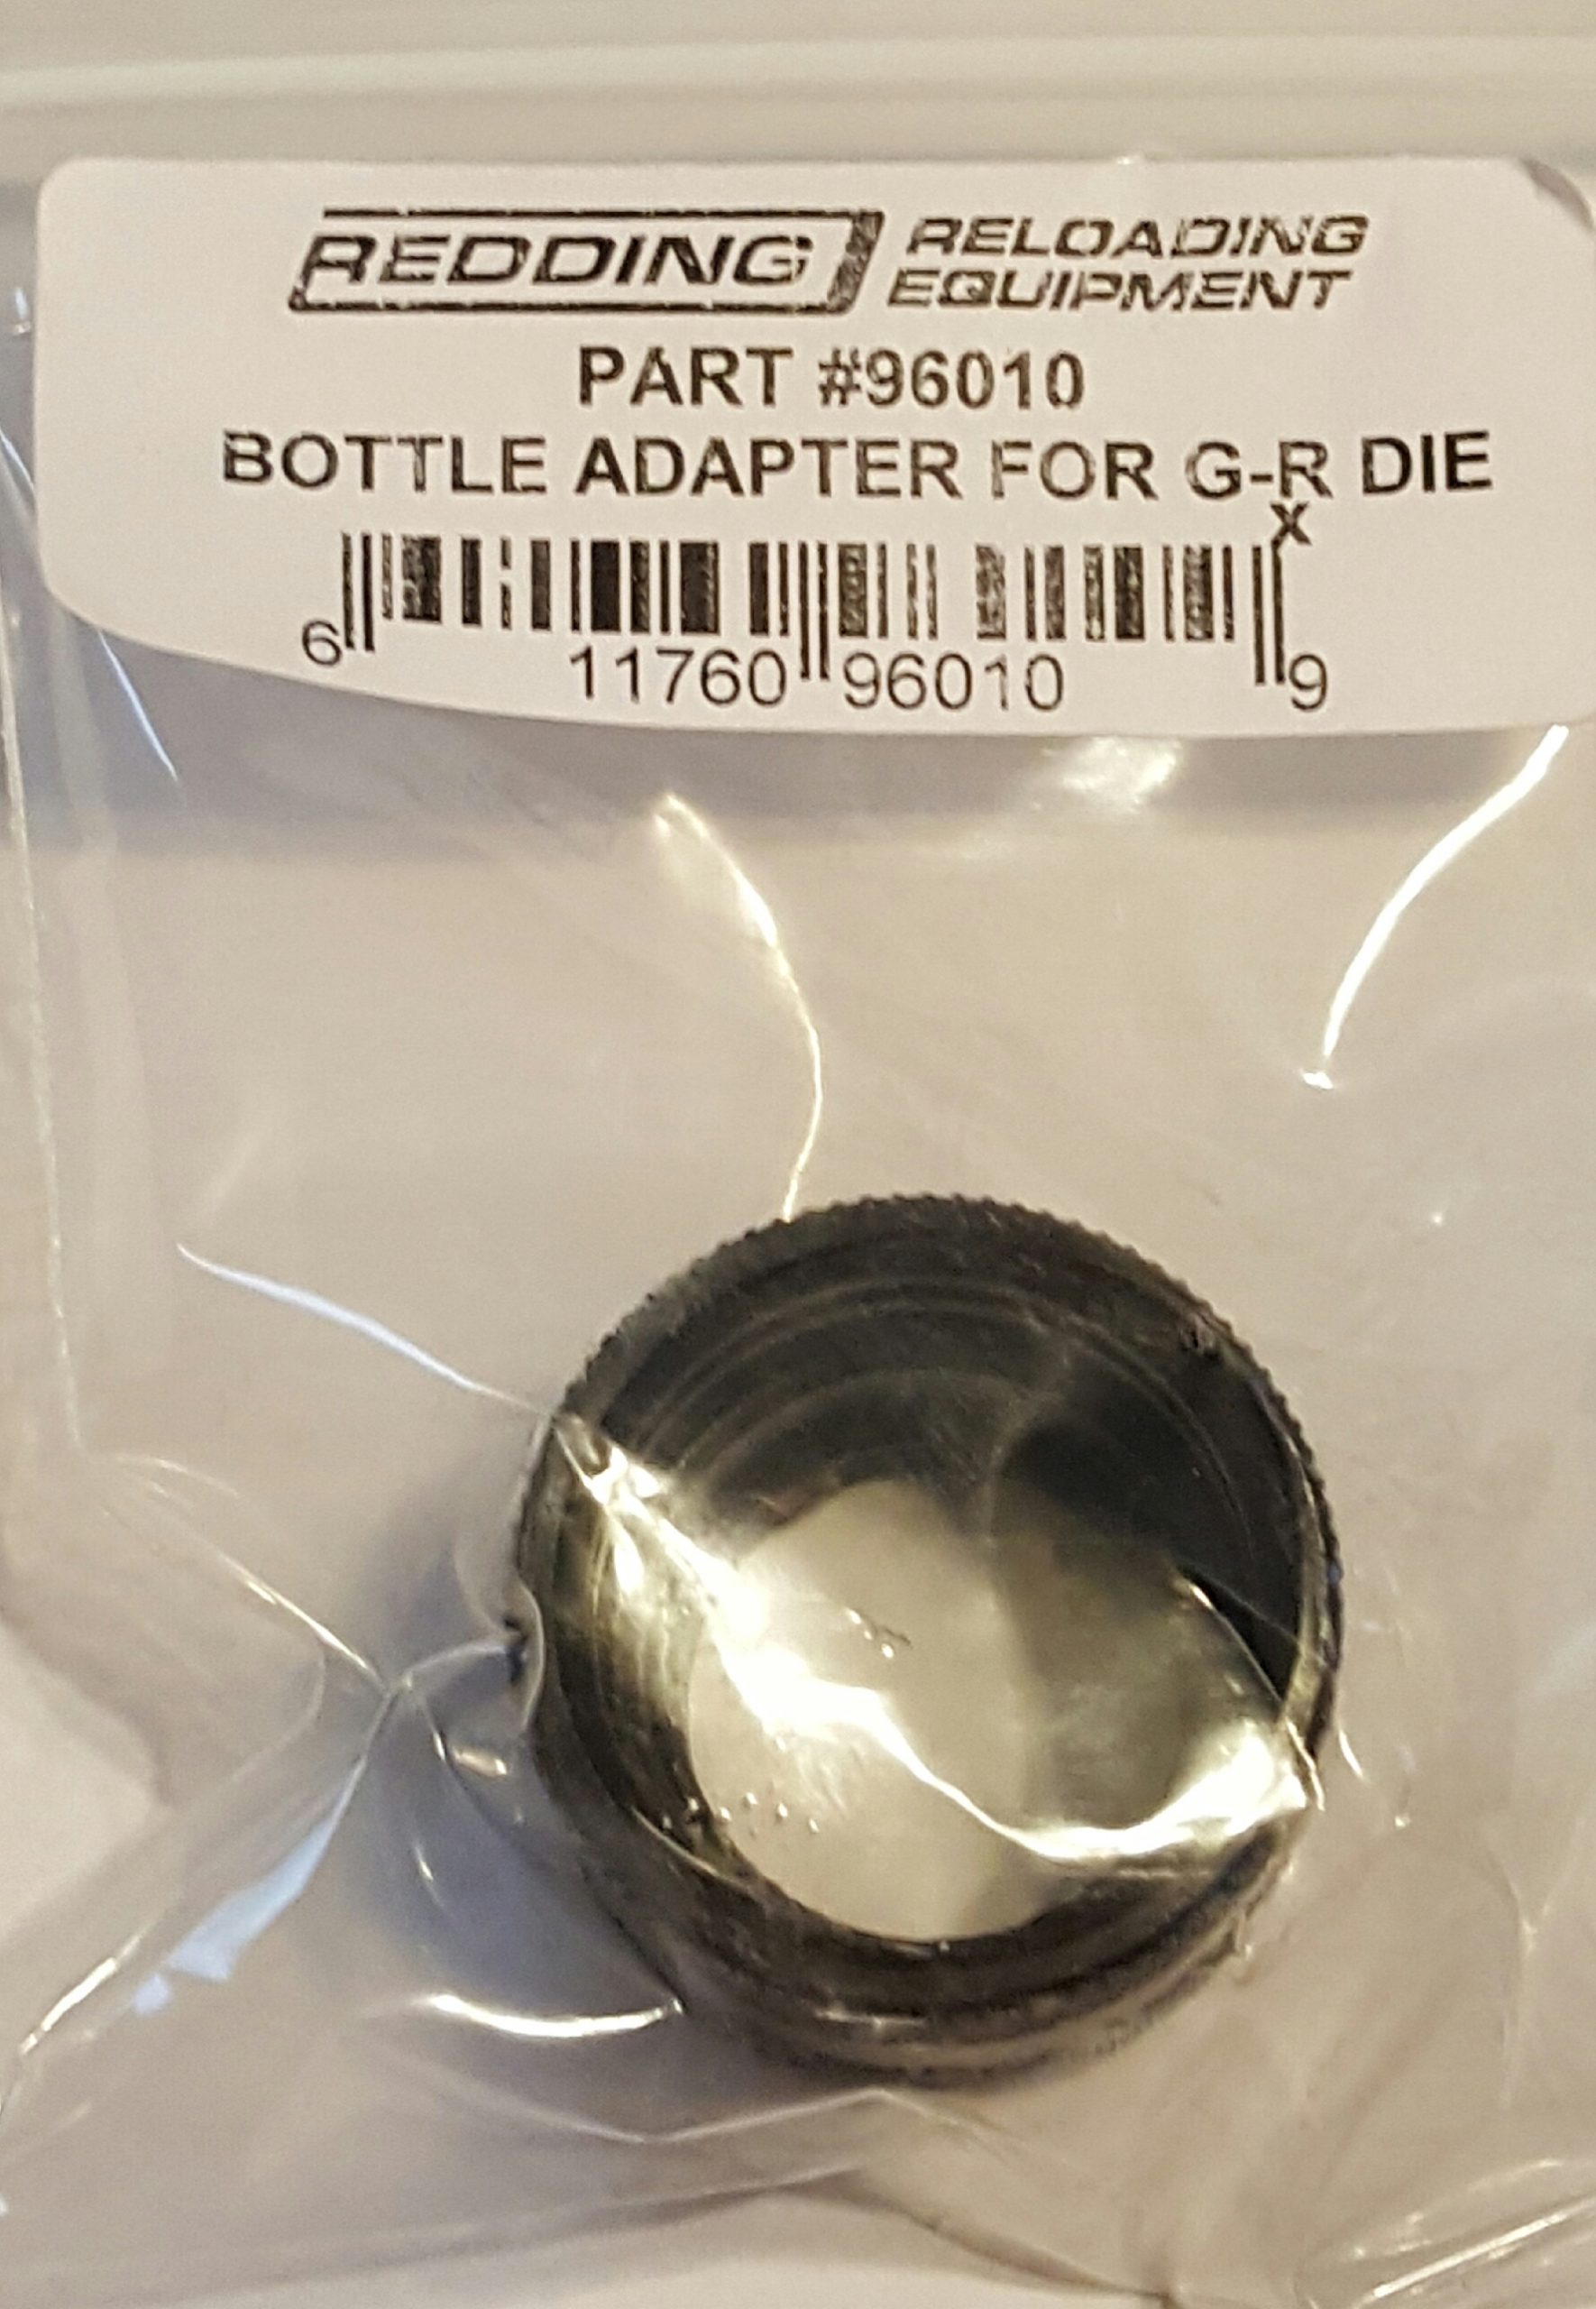 REDDING RELOADING
EQUIPMENT
PART #96010
BOTTLE ADAPTER FOR G-R DIE
x
6 11760 96010 9